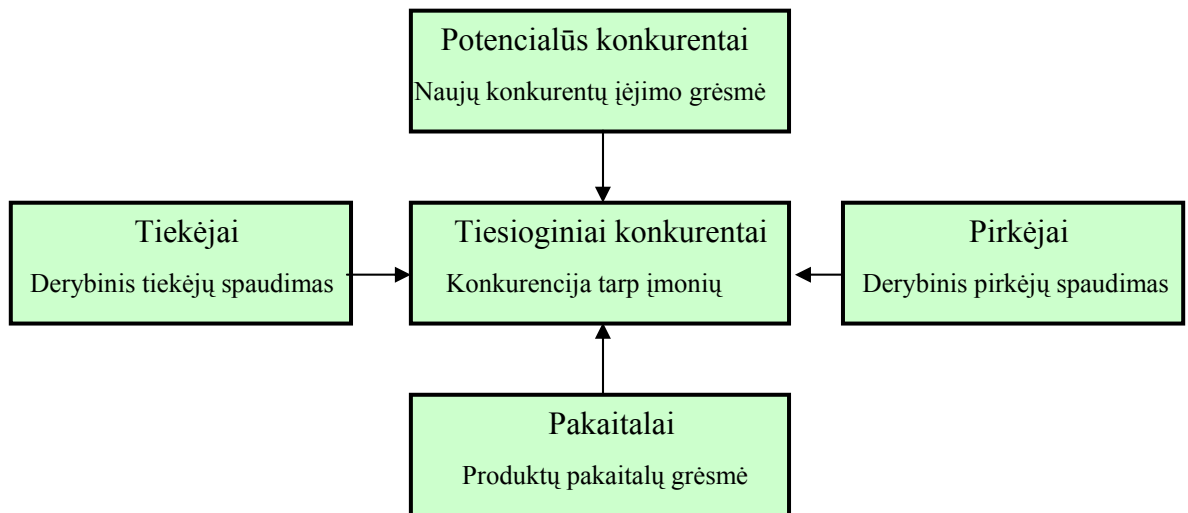 Potencialūs konkurentai
Naujų konkurentų įėjimo grėsmė
Tiekėjai
Derybinis tiekėjų spaudimas
Tiesioginiai konkurentai
Konkurencija tarp įmonių
Pirkėjai
Derybinis pirkėjų spaudimas
Pakaitalai
Produktų pakaitalų grėsmė